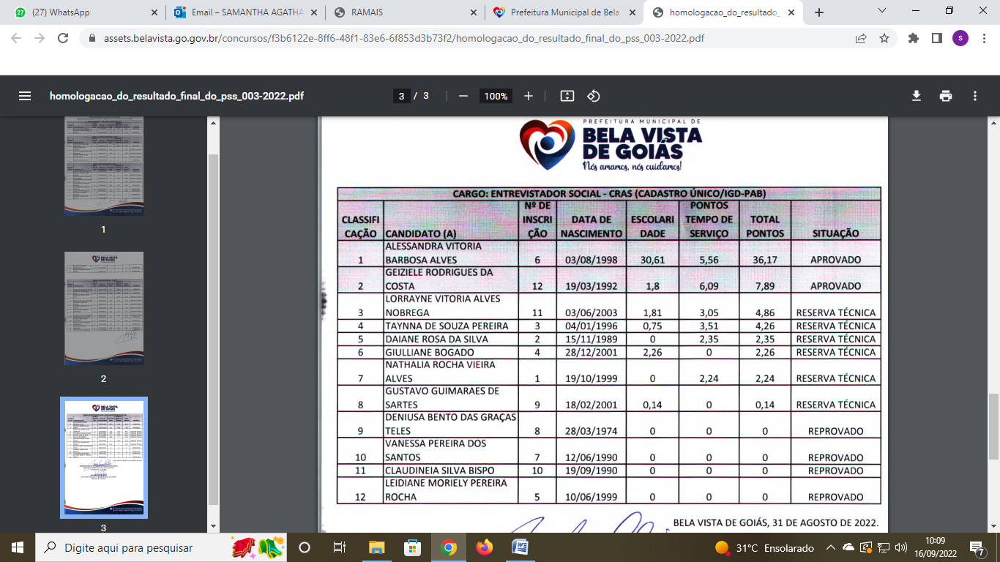 (27) WhatsApp
Email – SAMANTHA AGATHA
RAMAIS
Prefeitura Municipal de Bela
homologacao_do_resultado_
assets.belavista.go.gov.br/concursos/f3b6122e-8ff6-48f1-83e6-6f853d3b73f2/homologacao_do_resultado_final_do_pss_003-2022.pdf
S
homologacao_do_resultado_final_do_pss_003-2022.pdf
3 / 3
100%
1
2
3
PREFEITURA MUNICIPAL DE
BELA VISTA
DE GOIÁS
Nós amamos, nós cuidamos!
CARGO: ENTREVISTADOR SOCIAL - CRAS (CADASTRO ÚNICO/IGD-PAB)
CLASSIFI
CAÇÃO
CANDIDATO (A)
Nº DE
INSCRI
ÇÃO
DATA DE
NASCIMENTO
ESCOLARI
DADE
PONTOS
TEMPO DE
SERVIÇO
TOTAL
PONTOS
SITUAÇÃO
ALESSANDRA VITORIA
1 BARBOSA ALVES 6 03/08/1998 30,61 5,56 36,17 APROVADO
GEIZIELE RODRIGUES DA
2 COSTA 12 19/03/1992 1,8 6,09 7,89 APROVADO
LORRAYNE VITORIA ALVES
3 NOBREGA 11 03/06/2003 1,81 3,05 4,86 RESERVA TÉCNICA
4 TAYNNA DE SOUZA PEREIRA 3 04/01/1996 0,75 3,51 4,26 RESERVA TÉCNICA
5 DAIANE ROSA DA SILVA 2 15/11/1989 0 2,35 2,35 RESERVA TÉCNICA
6 GIULLIANE BOGADO 4 28/12/2001 2,26 0 2,26 RESERVA TÉCNICA
NATHALIA ROCHA VIEIRA
7 ALVES 1 19/10/1999 0 2,24 2,24 RESERVA TÉCNICA
GUSTAVO GUIMARAES DE
8 SARTES 9 18/02/2001 0,14 0 0,14 RESERVA TÉCNICA
DENIUSA BENTO DAS GRAÇAS
9 TELES 8 28/03/1974 0 0 0 REPROVADO
VANESSA PEREIRA DOS
10 SANTOS 7 12/06/1990 0 0 0 REPROVADO
11 CLAUDINEIA SILVA BISPO 10 19/09/1990 0 0 0 REPROVADO
LEIDIANE MORIELY PEREIRA
12 ROCHA 5 10/06/1999 0 0 0 REPROVADO
BELA VISTA DE GOIÁS, 31 DE AGOSTO DE 2022.
Digite aqui para pesquisar
31°C Ensolarado
10:09
16/09/2022
7